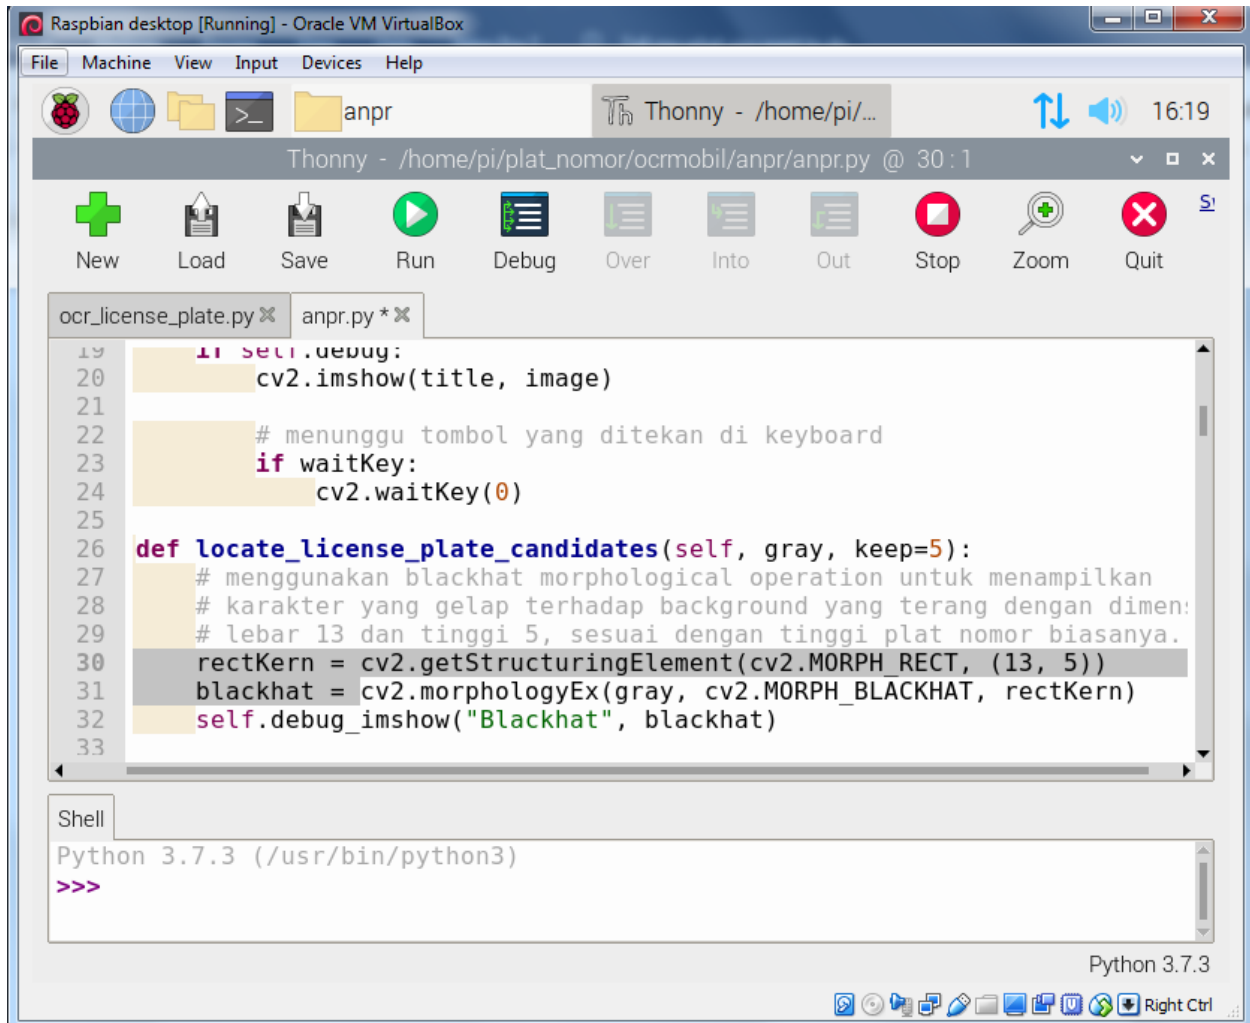 Raspbian desktop [Running] - Oracle VM VirtualBox
File Machine View Input Devices Help
anpr Thonny - /home/pi/... 16:19
Thonny - /home/pi/plat_nomor/ocrmobil/anpr/anpr.py @ 30 : 1
New Load Save Run Debug Over Into Out Stop Zoom Quit
ocr_license_plate.py anpr.py *
19 if self.debug:
20 cv2.imshow(title, image)
21
22 # menunggu tombol yang ditekan di keyboard
23 if waitKey:
24 cv2.waitKey(0)
25
26 def locate_license_plate_candidates(self, gray, keep=5):
27 # menggunakan blackhat morphological operation untuk menampilkan
28 # karakter yang gelap terhadap background yang terang dengan dimens
29 # lebar 13 dan tinggi 5, sesuai dengan tinggi plat nomor biasanya.
30 rectKern = cv2.getStructuringElement(cv2.MORPH_RECT, (13, 5))
31 blackhat = cv2.morphologyEx(gray, cv2.MORPH_BLACKHAT, rectKern)
32 self.debug_imshow("Blackhat", blackhat)
33
Shell
Python 3.7.3 (/usr/bin/python3)
>>>
Python 3.7.3
Right Ctrl